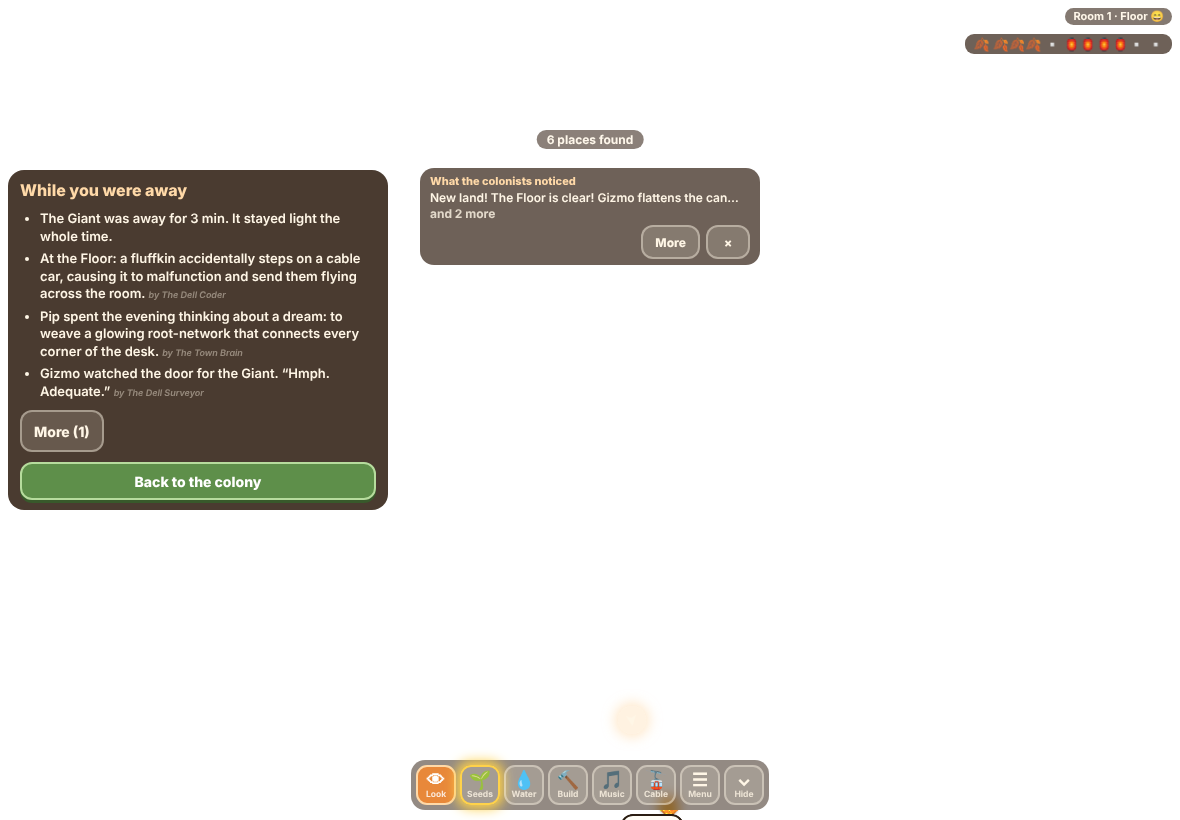 Room 1 · Floor 😄
6 places found
While you were away
• The Giant was away for 3 min. It stayed light the
whole time.
• At the Floor: a fluffkin accidentally steps on a cable
car, causing it to malfunction and send them flying
across the room. by The Dell Coder
• Pip spent the evening thinking about a dream: to
weave a glowing root-network that connects every
corner of the desk. by The Town Brain
• Gizmo watched the door for the Giant. “Hmph.
Adequate.” by The Dell Surveyor
More (1)
Back to the colony
What the colonists noticed
New land! The Floor is clear! Gizmo flattens the can...
and 2 more
More
×
Look
Seeds
Water
Build
Music
Cable
Menu
Hide